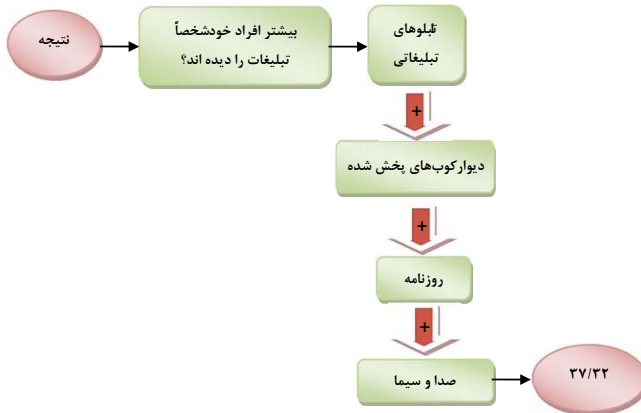 نتیجه
بیشتر افراد خودشخصاً
تبلیغات را دیده اند؟
تابلوهای
تبلیغاتی
+
دیوارکوب‌های پخش شده
+
روزنامه
+
صدا و سیما
۳۷/۳۲